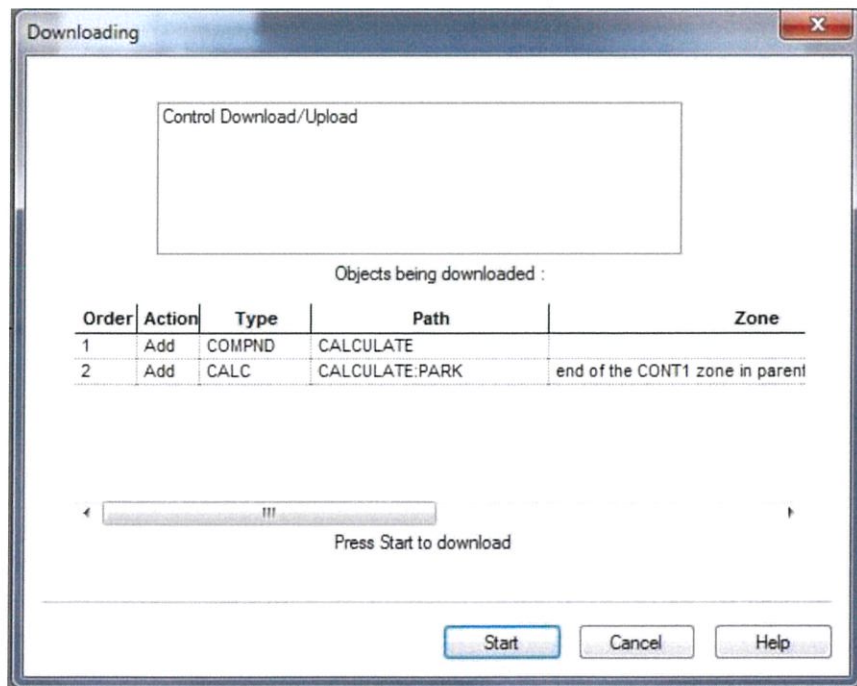 Downloading
Control Download/Upload
Objects being downloaded :
Order Action Type Path Zone
1 Add COMPND CALCULATE
2 Add CALC CALCULATE:PARK end of the CONT1 zone in parent
Press Start to download
Start Cancel Help